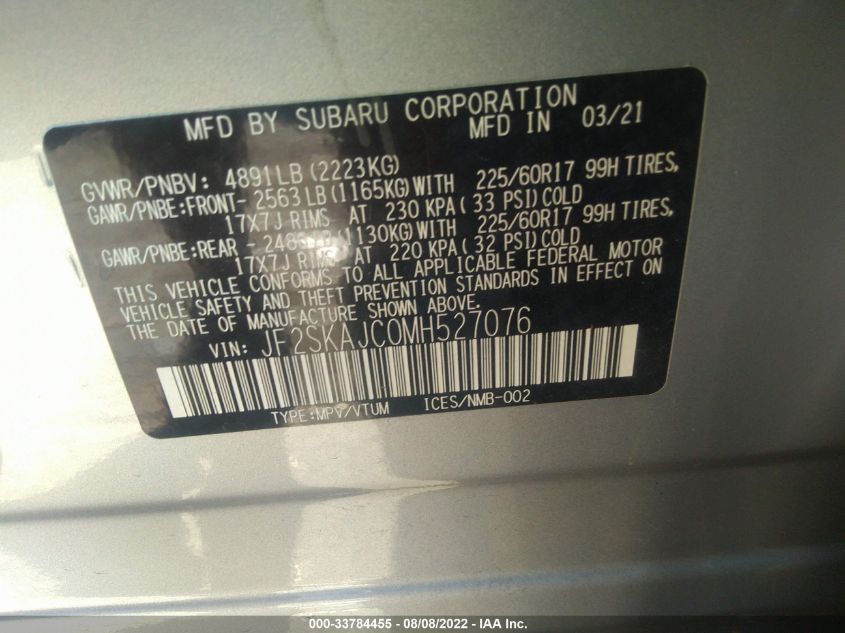 MFD BY SUBARU CORPORATION
MFD IN 03/21
GVWR/PNBV: 4891LB(2223KG)
GAWR/PNBE:FRONT- 2563LB(1165KG)WITH 225/60R17 99H TIRES,
17X7J RIMS AT 230 KPA( 33 PSI)COLD
GAWR/PNBE:REAR - (1130KG)WITH 225/60R17 99H TIRES,
17X7J RIMS AT 220 KPA( 32 PSI)COLD
THIS VEHICLE CONFORMS TO ALL APPLICABLE FEDERAL MOTOR
VEHICLE SAFETY AND THEFT PREVENTION STANDARDS IN EFFECT ON
THE DATE OF MANUFACTURE SHOWN ABOVE.
VIN: JF2SKAJC0MH527076
TYPE:MPV/VTUM ICES/NMB-002
000-33784455 - 08/08/2022 - IAA Inc.